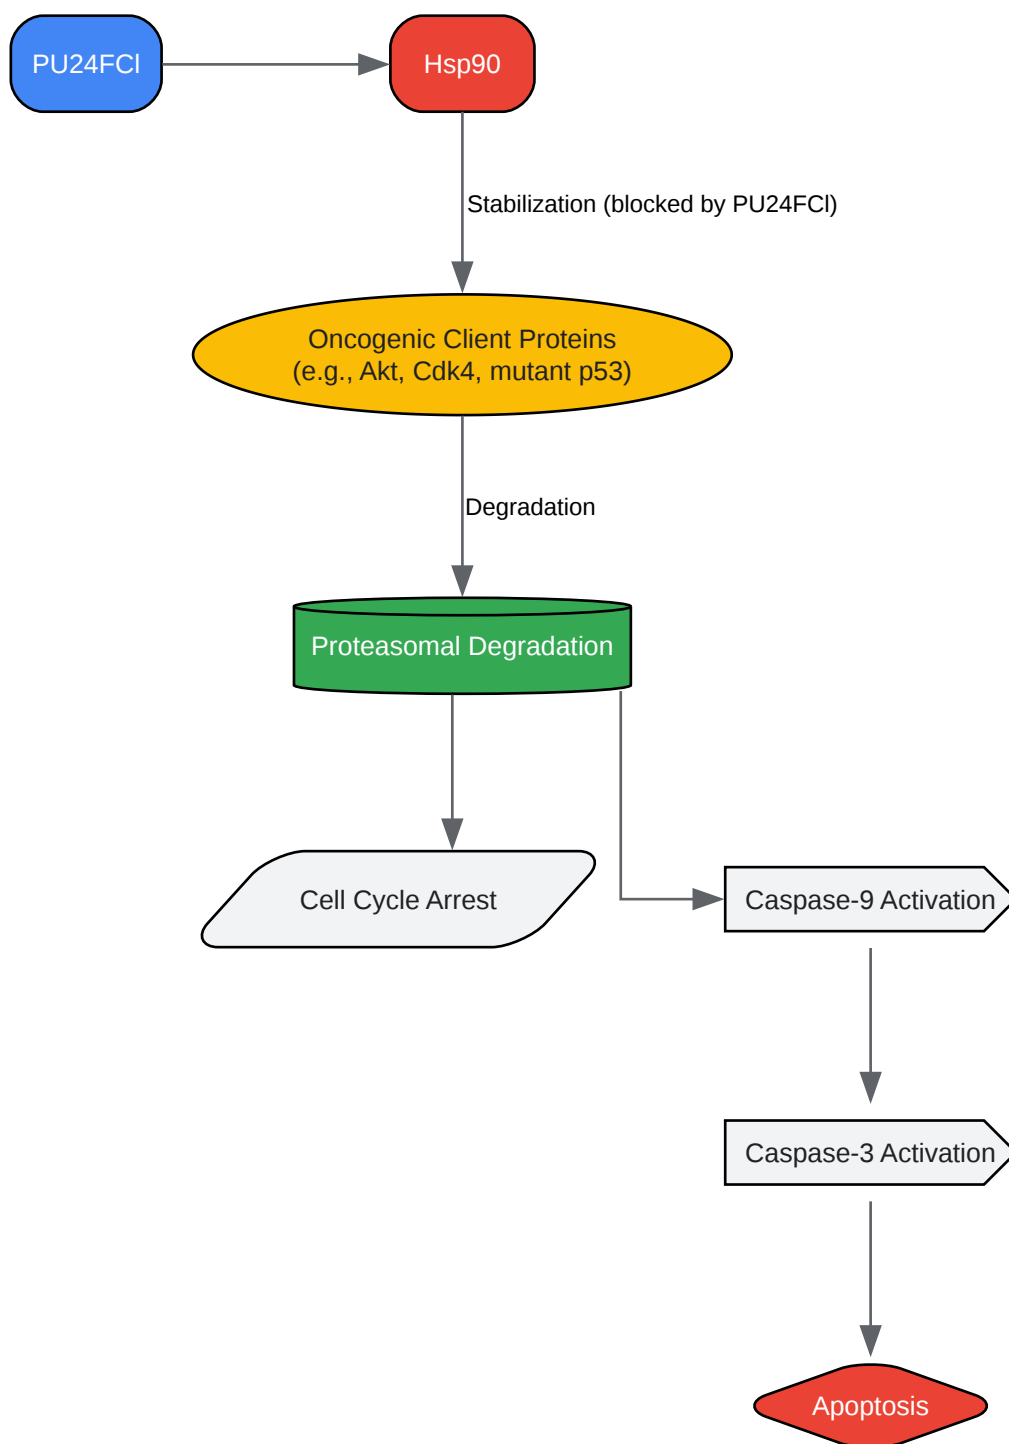 PU24FCl
Hsp90
Stabilization (blocked by PU24FCl)
Oncogenic Client Proteins
(e.g., Akt, Cdk4, mutant p53)
Degradation
Proteasomal Degradation
Cell Cycle Arrest
Caspase-9 Activation
Caspase-3 Activation
Apoptosis